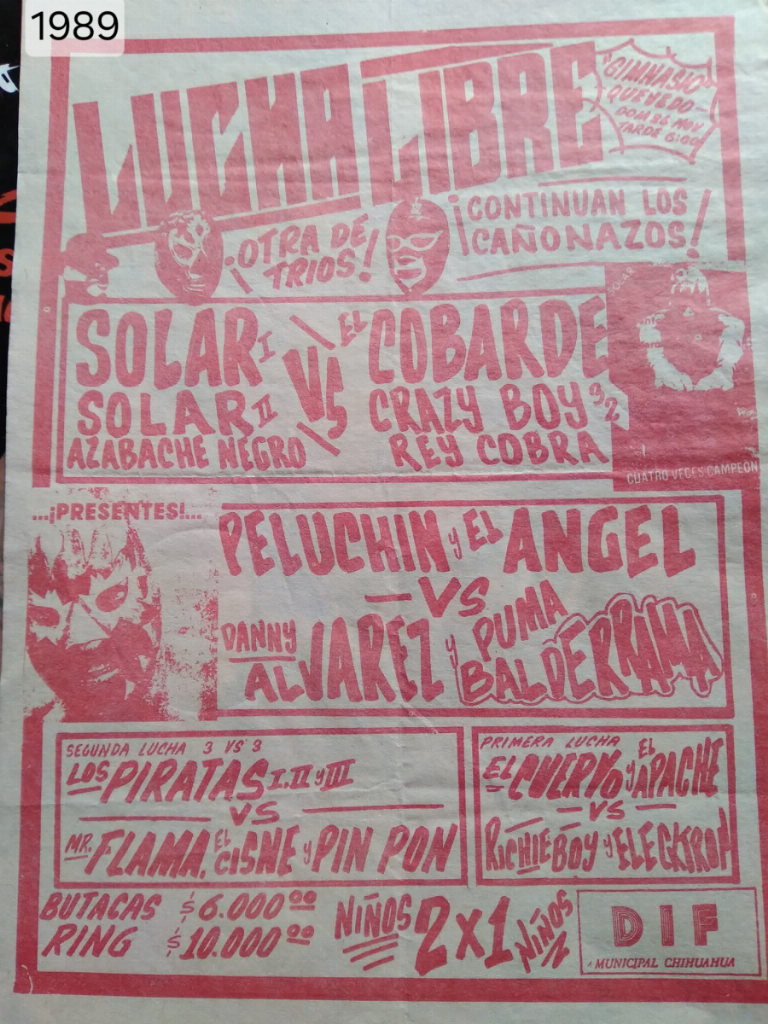 1989
LUCHA LIBRE
GIMNASIO
QUEVEDO
DOM 26 NOV
TARDE 6:00
¡OTRA DE
TRIOS!
¡CONTINUAN LOS
CAÑONAZOS!
SOLAR I
SOLAR II
AZABACHE NEGRO
VS
EL COBARDE
CRAZY BOY 92
REY COBRA
SOLAR
CUATRO VECES CAMPEON
...¡PRESENTES!...
PELUCHIN y EL ANGEL
VS
DANNY ALVAREZ y PUMA BALDERRAMA
SEGUNDA LUCHA 3 VS 3
LOS PIRATAS I, II y III
VS
MR. FLAMA, EL CISNE y PIN PON
PRIMERA LUCHA
EL CUERVO y EL APACHE
VS
RICHIE BOY y ELECKTROH
BUTACAS $6.000.00
RING $10.000.00
NIÑOS 2x1 NIÑOS
DIF
MUNICIPAL CHIHUAHUA